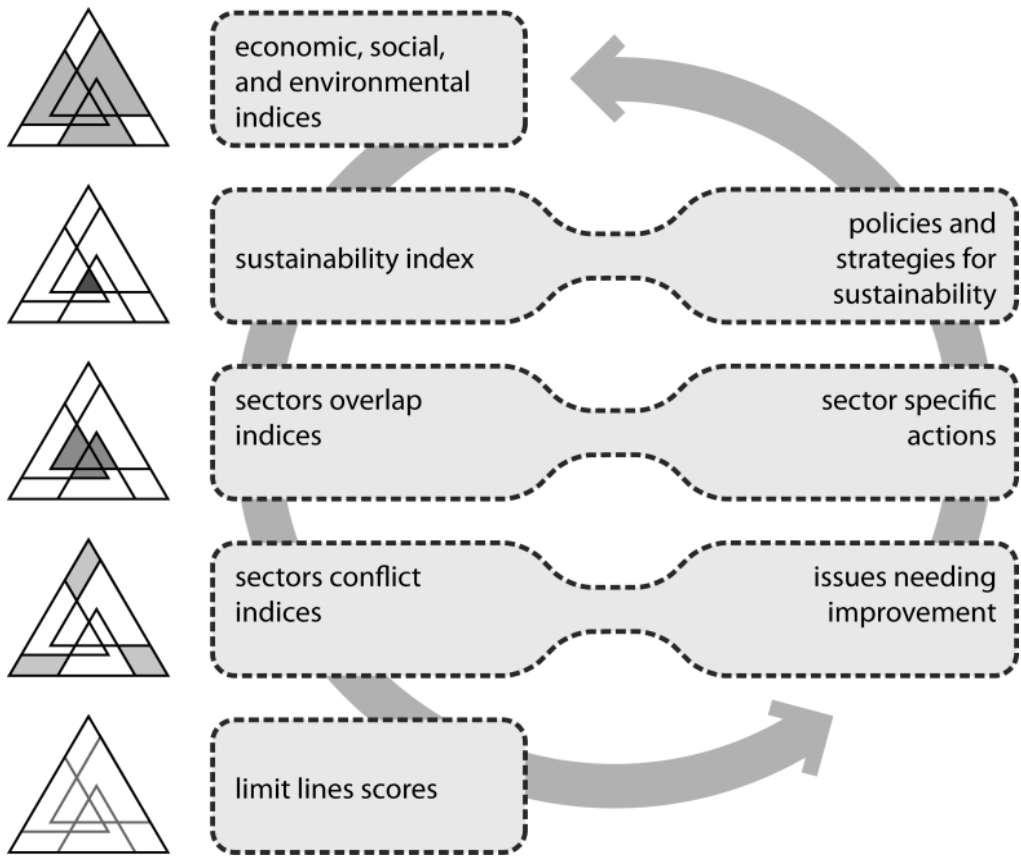 economic, social,
and environmental
indices
sustainability index
policies and
strategies for
sustainability
sectors overlap
indices
sector specific
actions
sectors conflict
indices
issues needing
improvement
limit lines scores